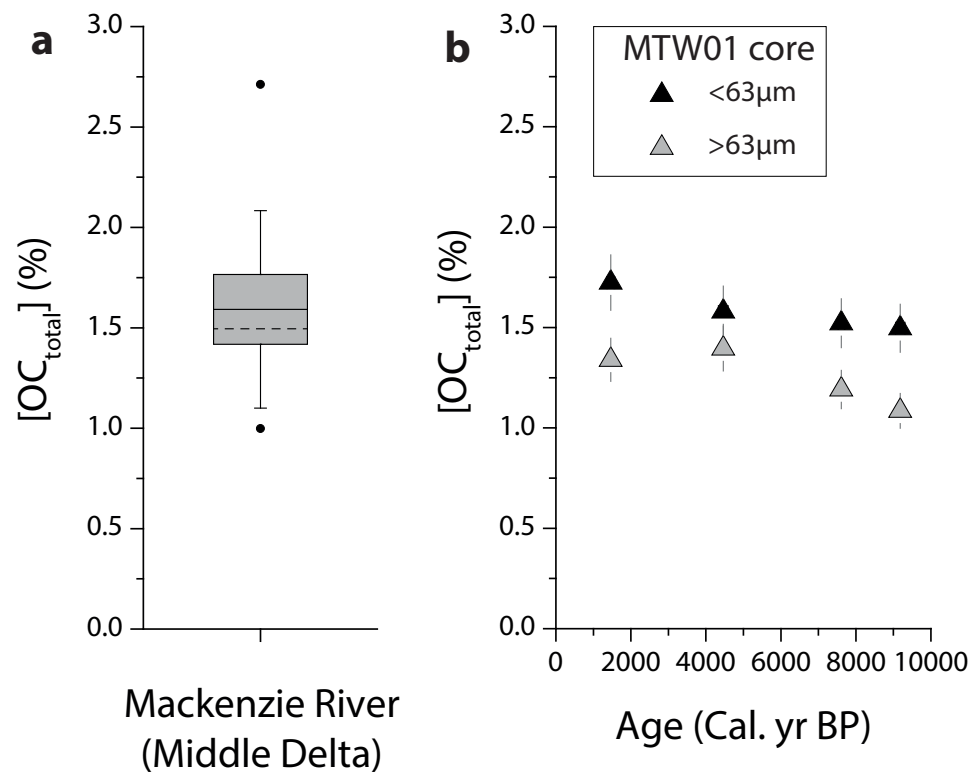 a
3.0
2.5
2.0
1.5
1.0
0.5
0.0
[OC_total] (%)
Mackenzie River
(Middle Delta)
b
MTW01 core
<63µm
>63µm
3.0
2.5
2.0
1.5
1.0
0.5
0.0
[OC_total] (%)
0 2000 4000 6000 8000 10000
Age (Cal. yr BP)